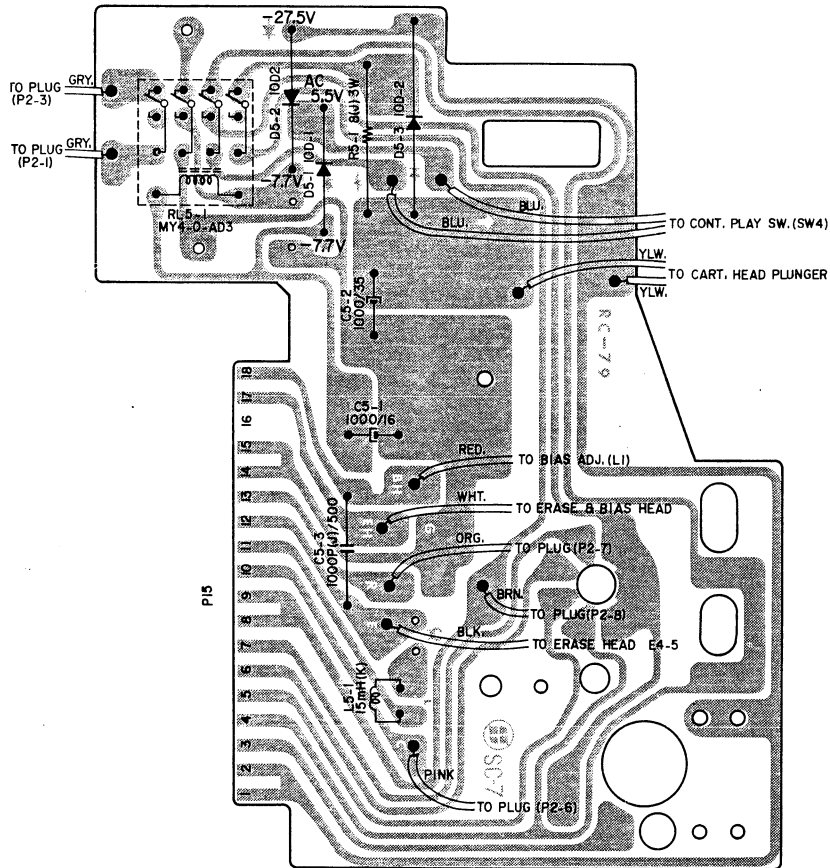 -27.5V
GRY.
TO PLUG
(P2-3)
AC
5.5V
D5-2 10D2
D5-1 10D-1
R5-1 8(J) 3W
D5-3 10D-2
GRY.
TO PLUG
(P2-1)
-7.7V
RL5-1
MY4-0-AD3
-7.7V
BLU.
BLU.
TO CONT. PLAY SW.(SW4)
YLW.
TO CART. HEAD PLUNGER
YLW.
C5-2
1000/35
RC-79
18
17
16
15
14
13
12
11
10
9
8
7
6
5
4
3
2
1
P15
C5-1
1000/16
RED.
TO BIAS ADJ.(L1)
WHT.
TO ERASE & BIAS HEAD
C5-3
1000P(J)/500
ORG.
TO PLUG(P2-7)
BRN.
TO PLUG(P2-8)
BLK.
TO ERASE HEAD E4-5
L5-1
15mH(K)
SC-7
PINK
TO PLUG (P2-6)